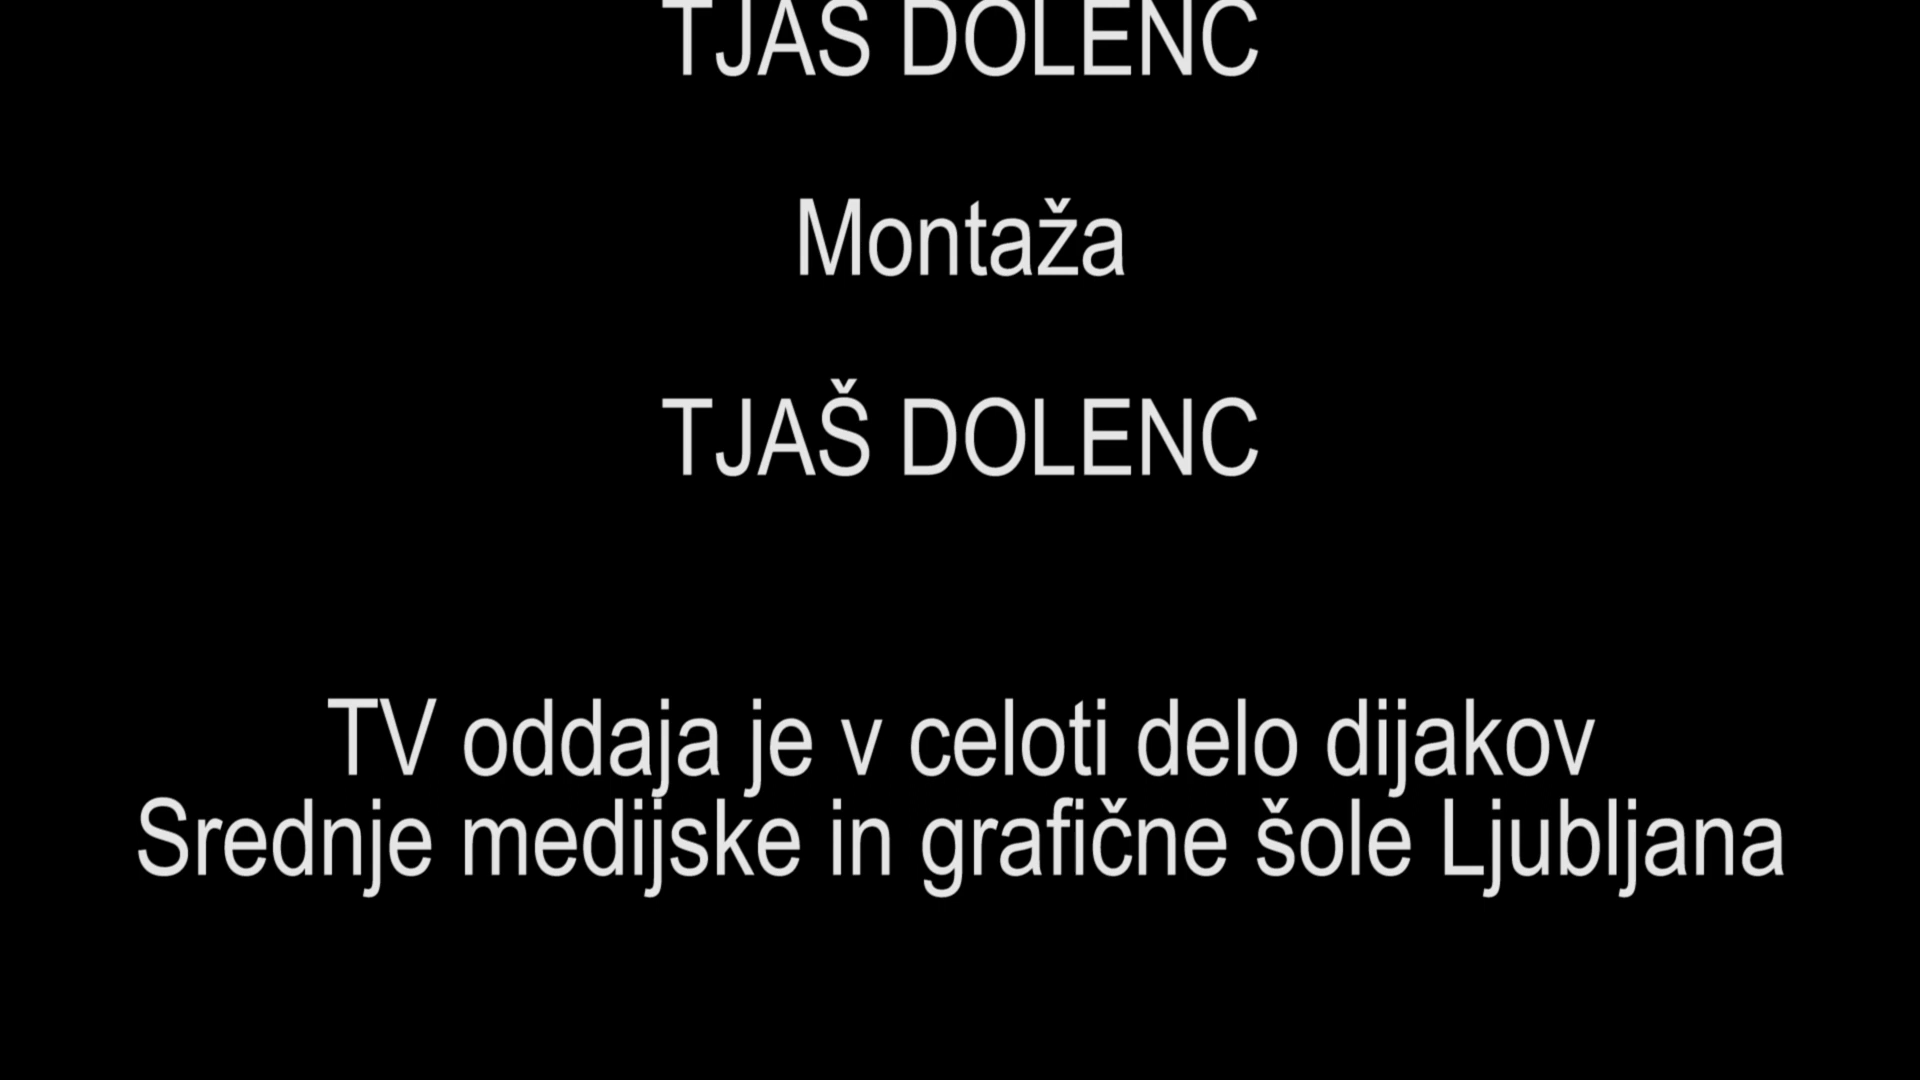 TJAŠ DOLENC
Montaža
TJAŠ DOLENC
TV oddaja je v celoti delo dijakov
Srednje medijske in grafične šole Ljubljana